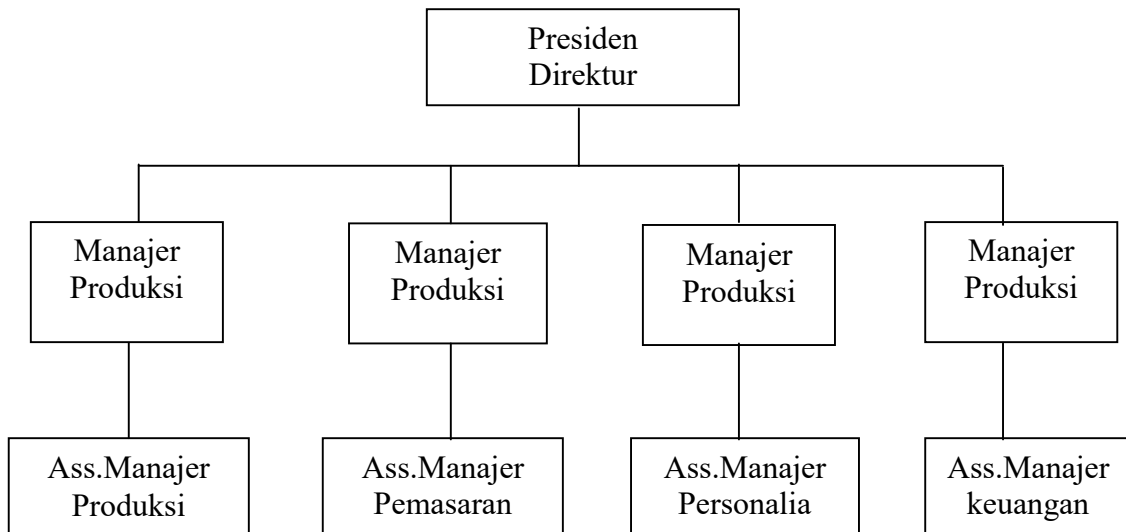 Presiden
Direktur
Manajer
Produksi
Manajer
Produksi
Manajer
Produksi
Manajer
Produksi
Ass.Manajer
Produksi
Ass.Manajer
Pemasaran
Ass.Manajer
Personalia
Ass.Manajer
keuangan